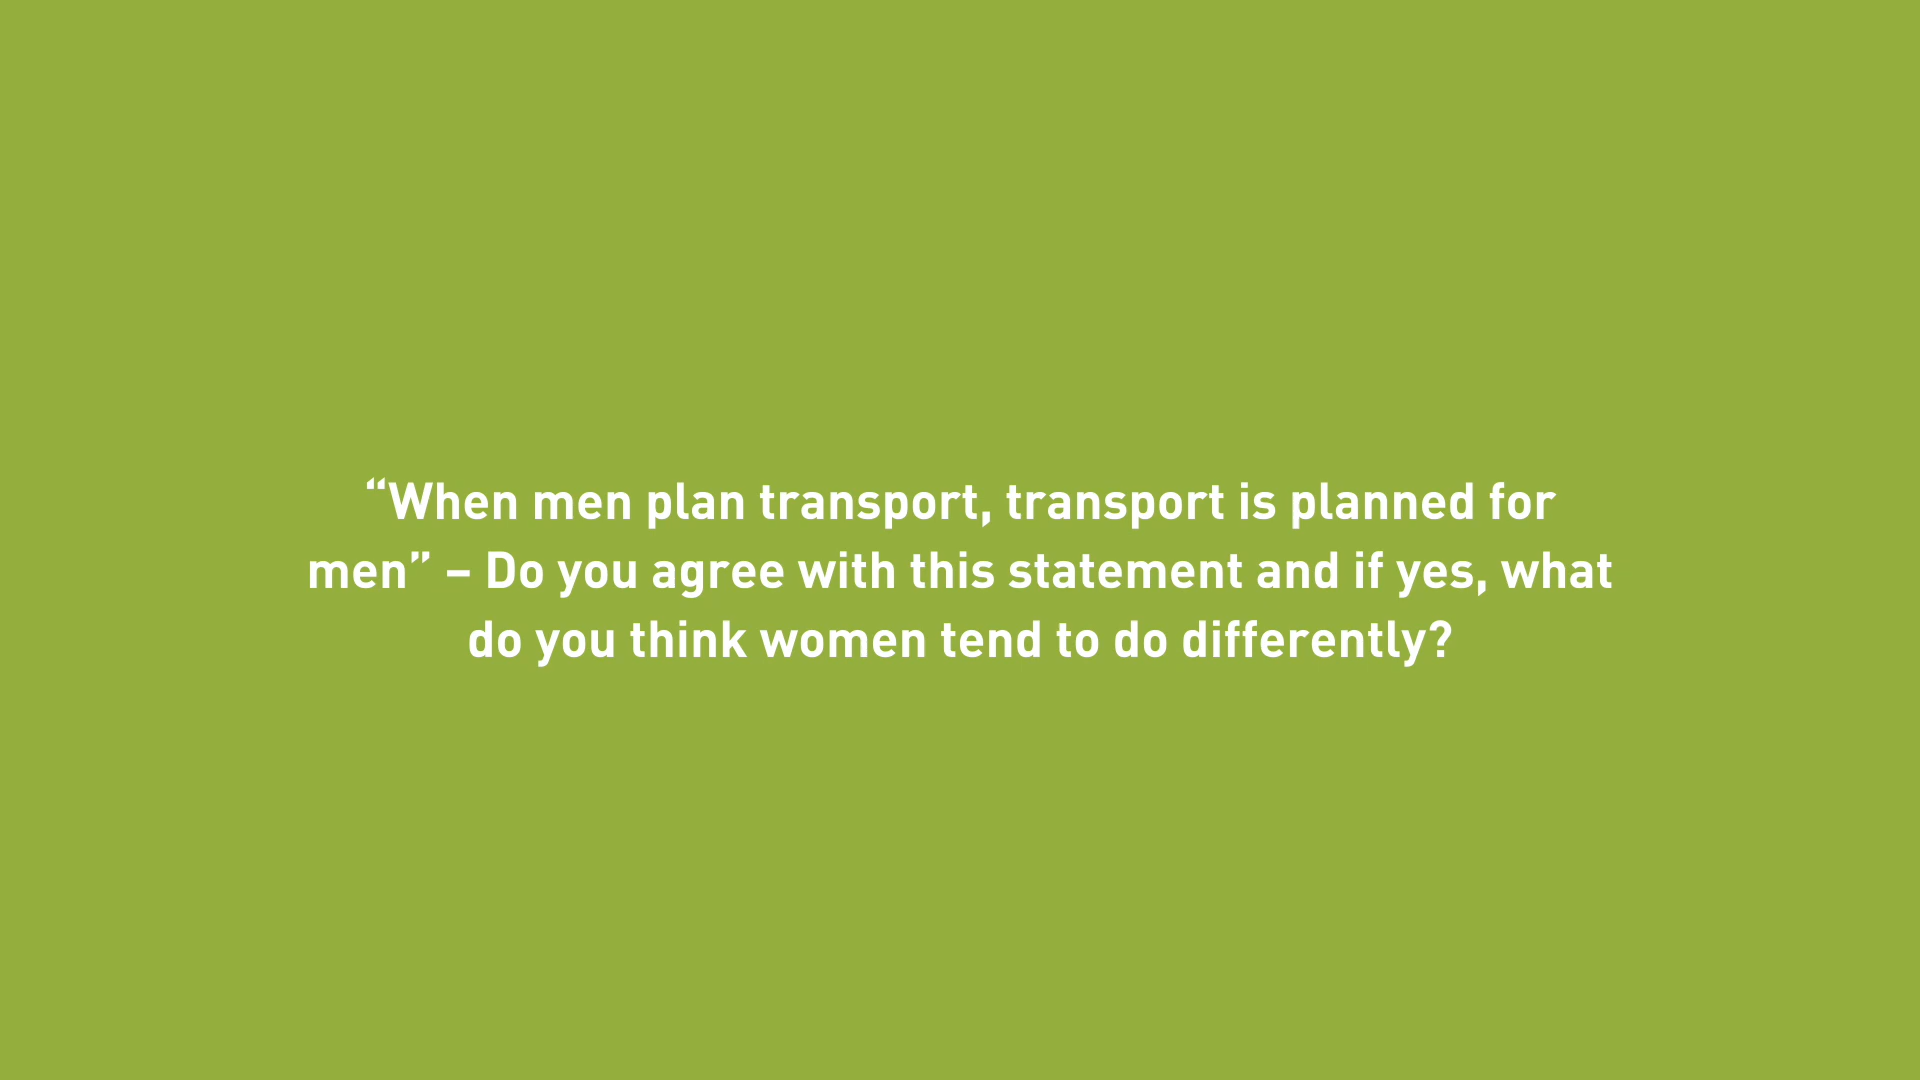 “When men plan transport, transport is planned for
men” – Do you agree with this statement and if yes, what
do you think women tend to do differently?